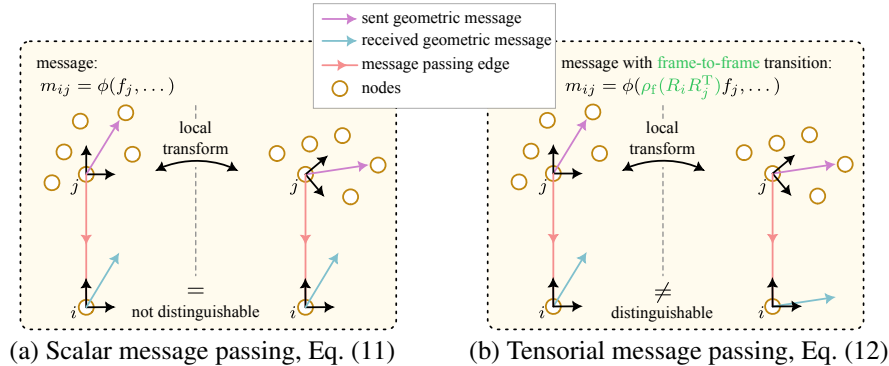 sent geometric message
received geometric message
message passing edge
nodes
message:
m_{ij} = \phi(f_j, \dots)
local
transform
j
i
=
not distinguishable
(a) Scalar message passing, Eq. (11)
message with frame-to-frame transition:
m_{ij} = \phi(\rho_f(R_i R_j^T) f_j, \dots)
local
transform
j
j
i
i
≠
distinguishable
(b) Tensorial message passing, Eq. (12)